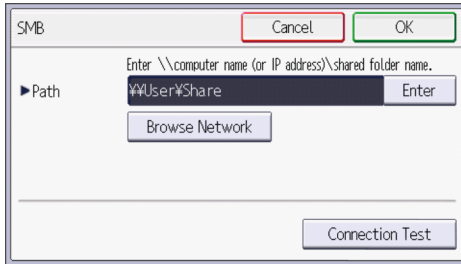 SMB
Cancel
OK
Enter \\computer name (or IP address)\shared folder name.
▶Path
¥¥User¥Share
Enter
Browse Network
Connection Test